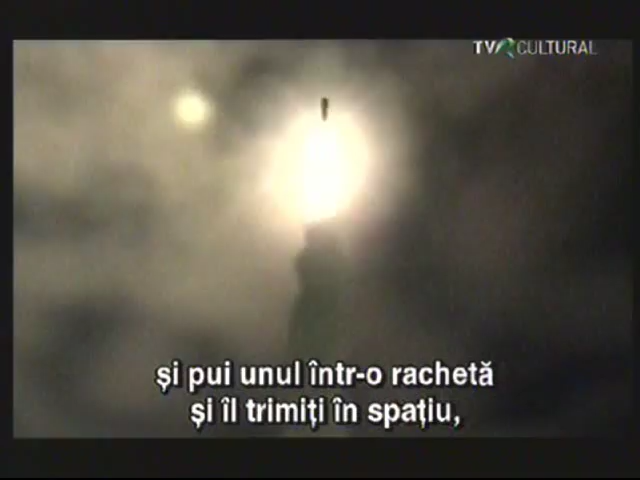 TVR CULTURAL
și pui unul într-o rachetă
și îl trimiți în spațiu,